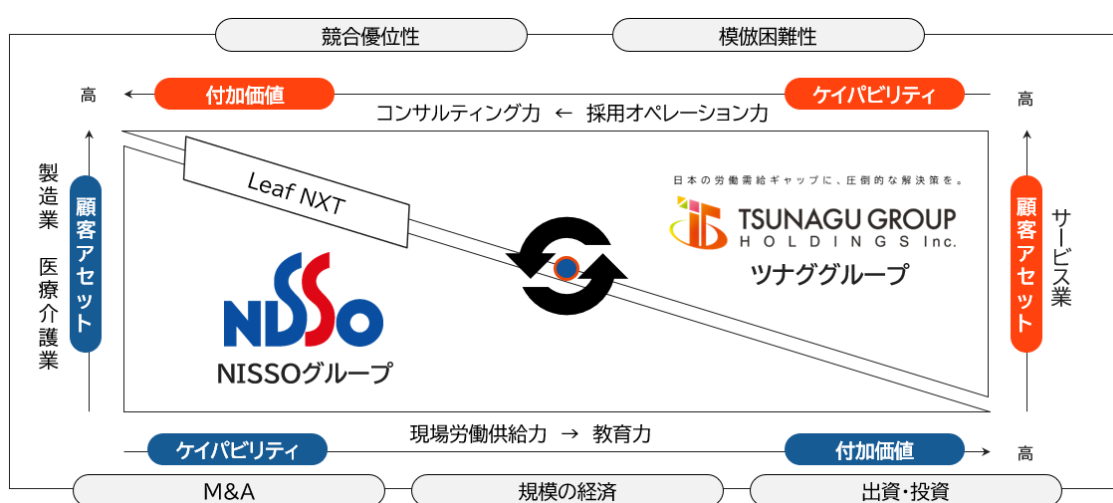 競合優位性
模倣困難性
高
付加価値
ケイパビリティ
高
コンサルティング力 ← 採用オペレーション力
製造業 医療介護業
顧客アセット
Leaf NXT
日本の労働需給ギャップに、圧倒的な解決策を。
TSUNAGU GROUP
HOLDINGS Inc.
ツナググループ
顧客アセット
サービス業
NISSO
NISSOグループ
現場労働供給力 → 教育力
ケイパビリティ
付加価値
高
M&A
規模の経済
出資・投資